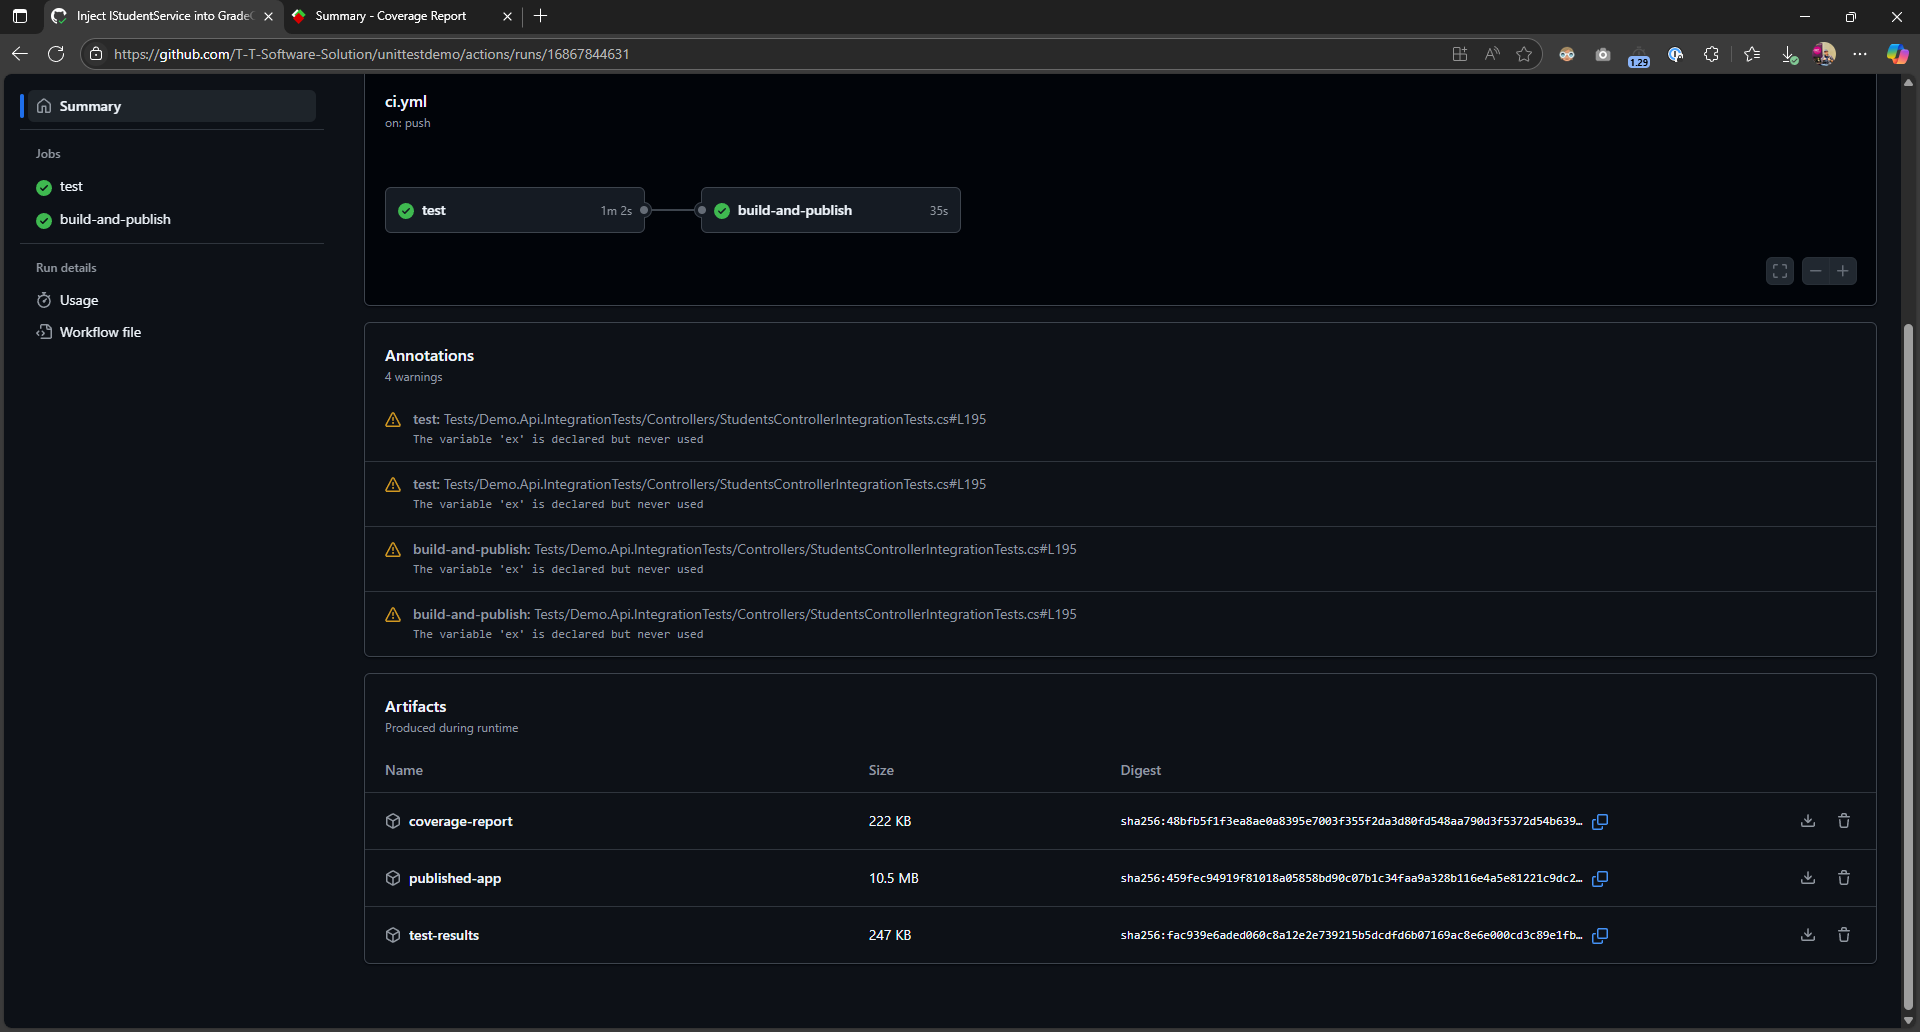 Inject IStudentService into Grade
Summary - Coverage Report
https://github.com/T-T-Software-Solution/unittestdemo/actions/runs/16867844631
1.29
Summary
Jobs
test
build-and-publish
Run details
Usage
Workflow file
ci.yml
on: push
test 1m 2s
build-and-publish 35s
Annotations
4 warnings
test: Tests/Demo.Api.IntegrationTests/Controllers/StudentsControllerIntegrationTests.cs#L195
The variable 'ex' is declared but never used
test: Tests/Demo.Api.IntegrationTests/Controllers/StudentsControllerIntegrationTests.cs#L195
The variable 'ex' is declared but never used
build-and-publish: Tests/Demo.Api.IntegrationTests/Controllers/StudentsControllerIntegrationTests.cs#L195
The variable 'ex' is declared but never used
build-and-publish: Tests/Demo.Api.IntegrationTests/Controllers/StudentsControllerIntegrationTests.cs#L195
The variable 'ex' is declared but never used
Artifacts
Produced during runtime
Name Size Digest
coverage-report 222 KB sha256:48bfb5f1f3ea8ae0a8395e7003f355f2da3d80fd548aa790d3f5372d54b639…
published-app 10.5 MB sha256:459fec94919f81018a05858bd90c07b1c34faa9a328b116e4a5e81221c9dc2…
test-results 247 KB sha256:fac939e6aded060c8a12e2e739215b5dcdfd6b07169ac8e6e000cd3c89e1fb…